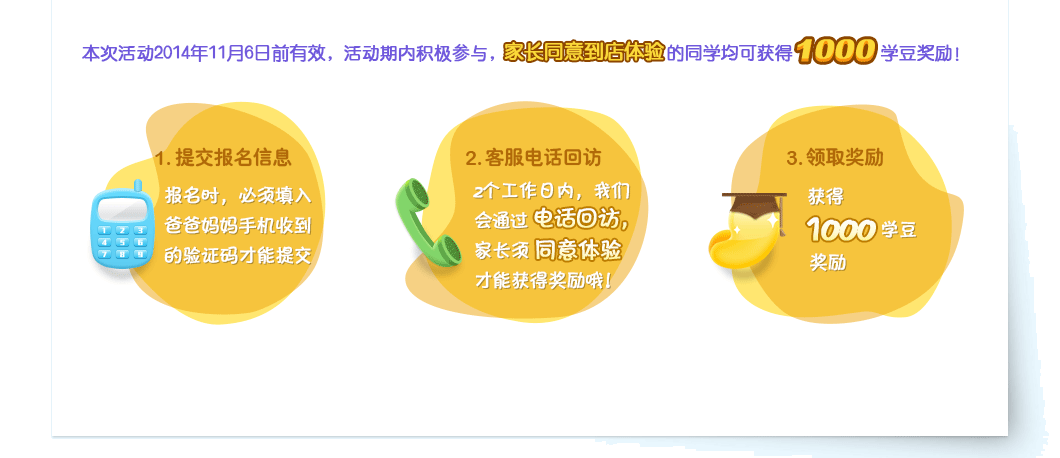 本次活动2014年11月6日前有效，活动期内积极参与，家长同意到店体验的同学均可获得1000学豆奖励！
1.提交报名信息
报名时，必须填入
爸爸妈妈手机收到
的验证码才能提交
1 2 3
4 5 6
7 8 9
2.客服电话回访
2个工作日内，我们
会通过电话回访，
家长须同意体验
才能获得奖励哦！
3.领取奖励
获得
1000学豆
奖励